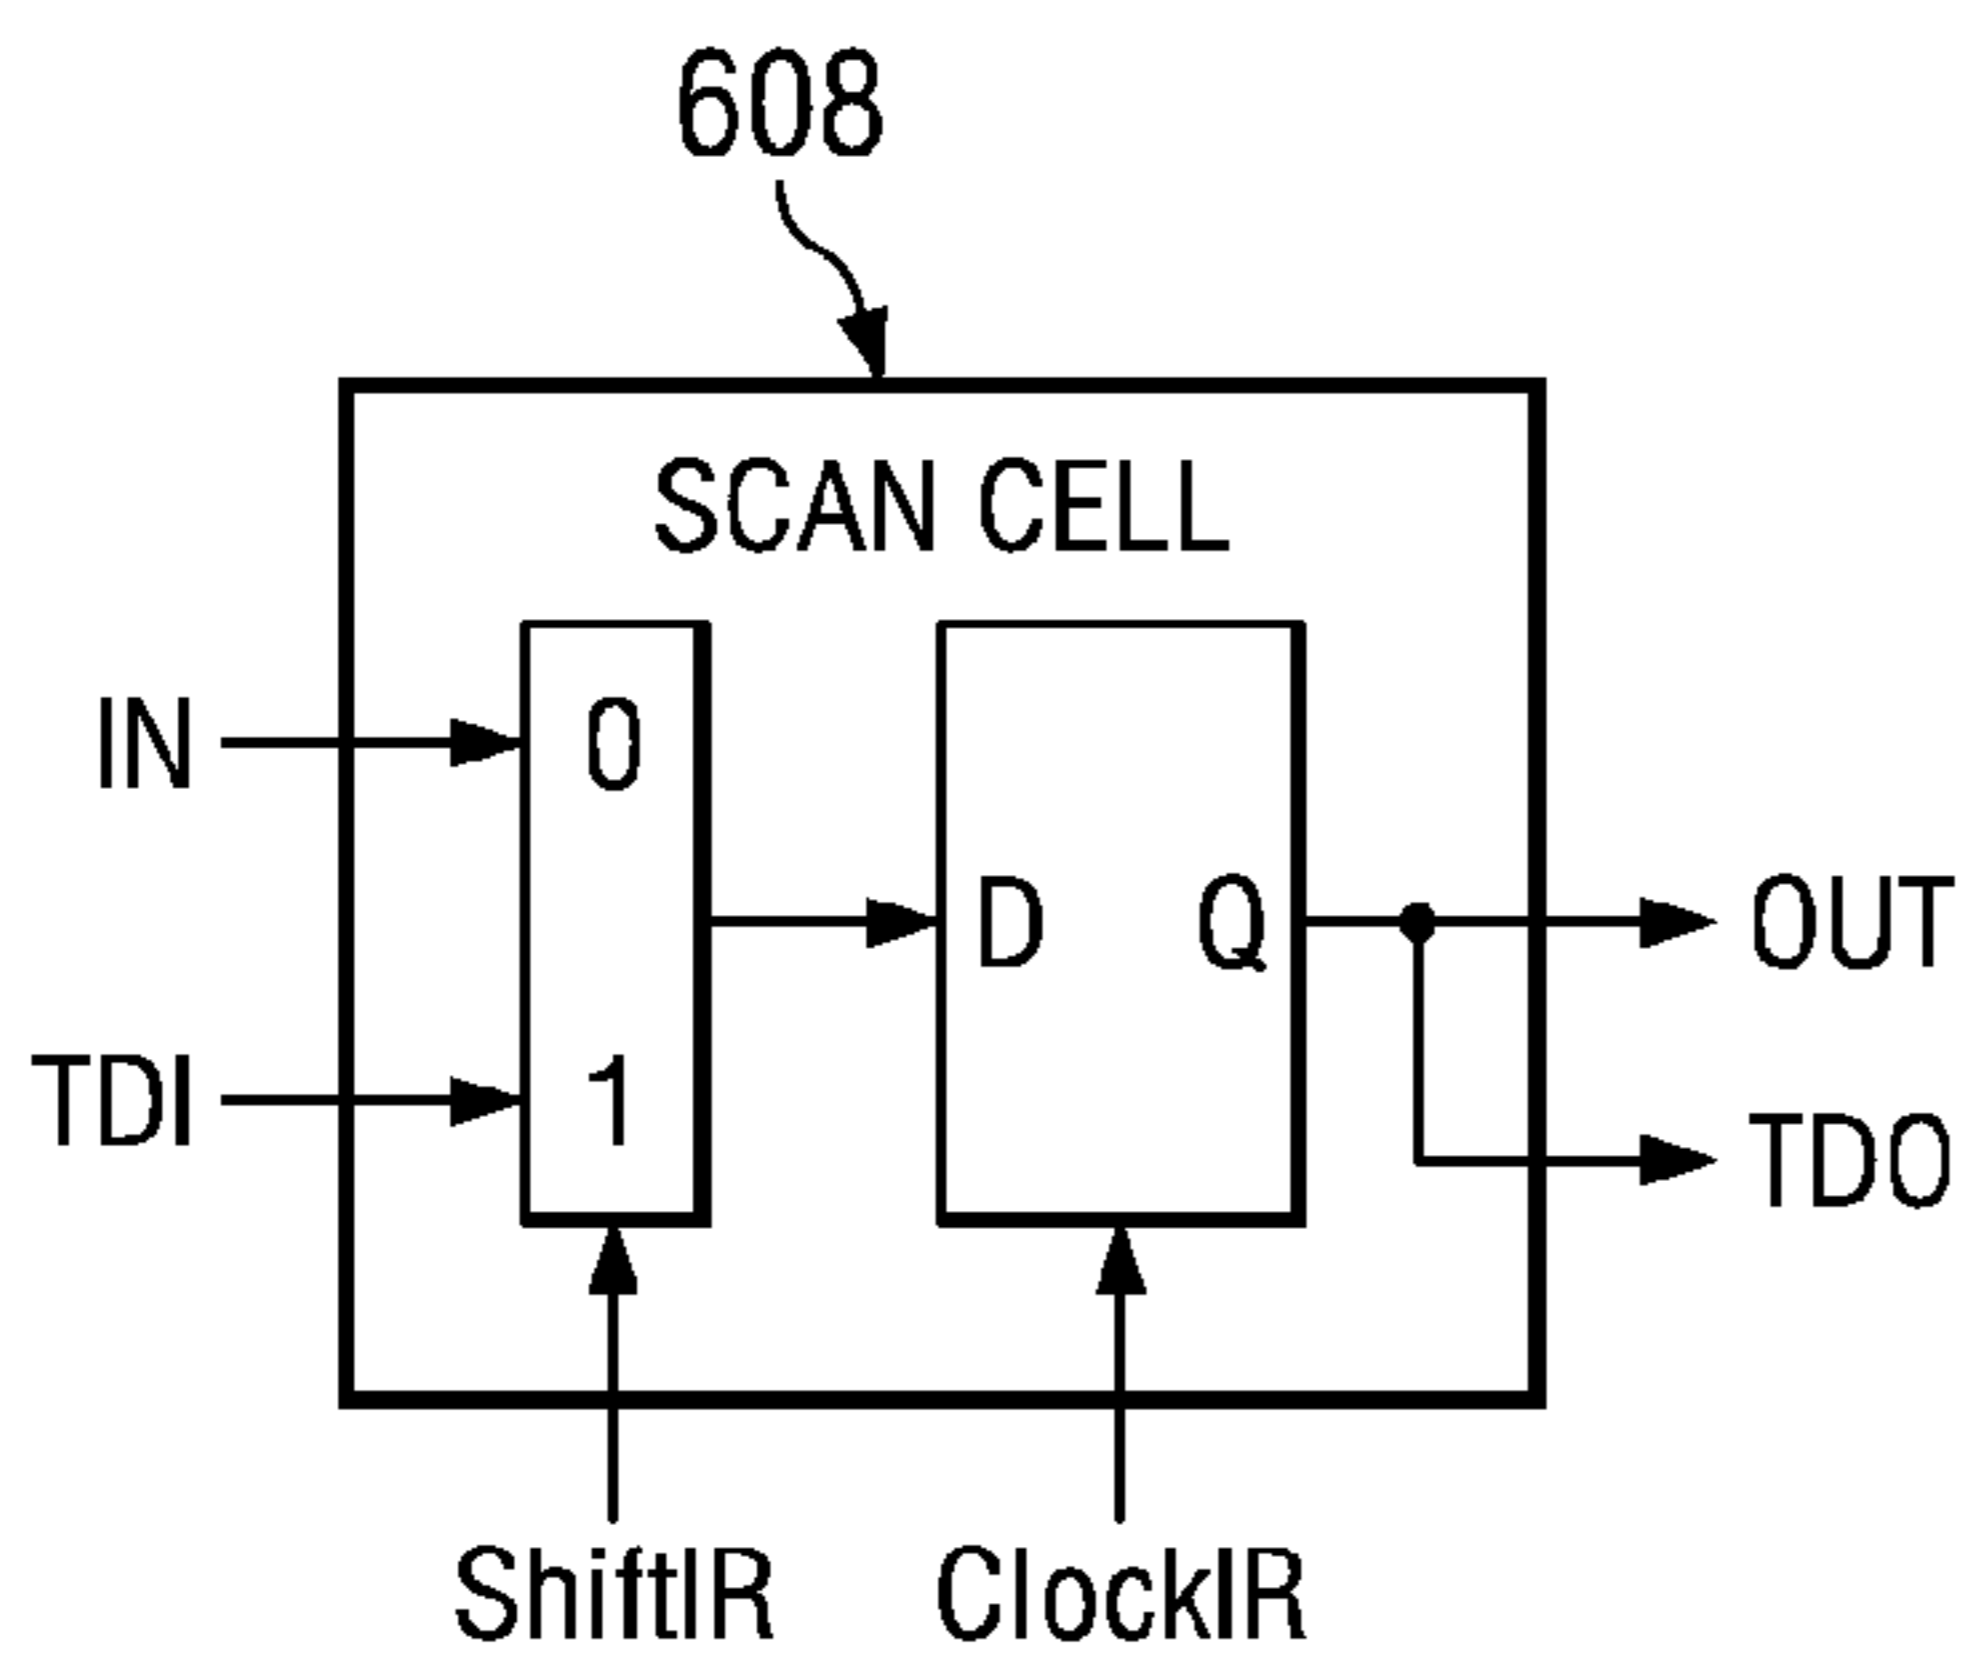 608
SCAN CELL
IN
0
D
Q
OUT
TDI
1
TDO
ShiftIR
ClockIR